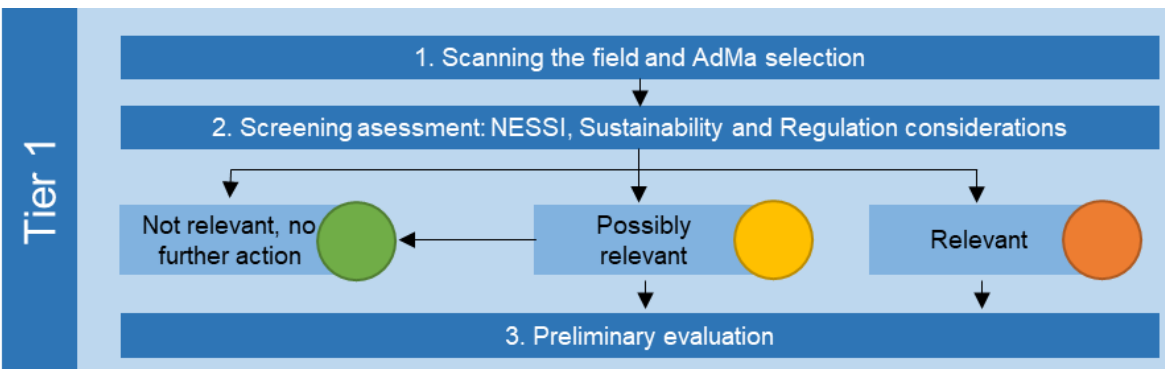 Tier 1
1. Scanning the field and AdMa selection
2. Screening asessment: NESSI, Sustainability and Regulation considerations
Not relevant, no
further action
Possibly
relevant
Relevant
3. Preliminary evaluation